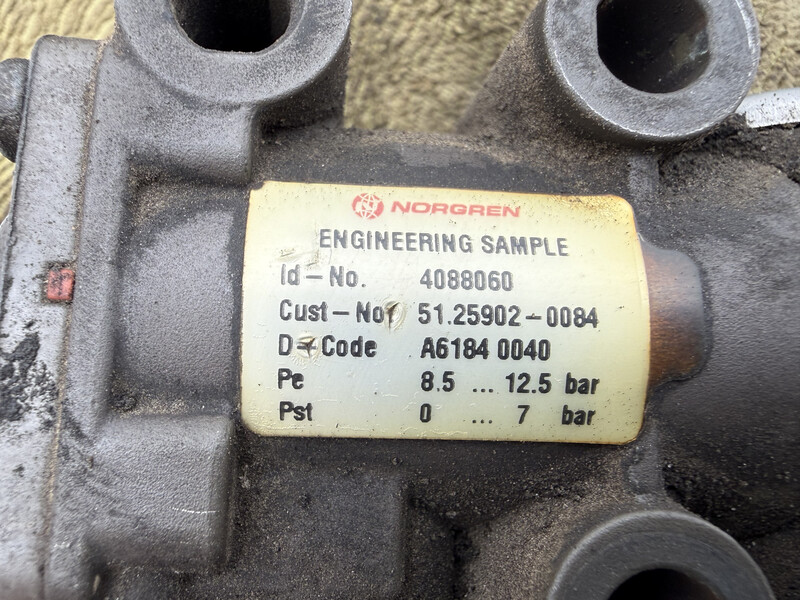 NORGREN
ENGINEERING SAMPLE
Id-No. 4088060
Cust-No. 51.25902-0084
D-Code A6184 0040
Pe 8.5 ... 12.5 bar
Pst 0 ... 7 bar